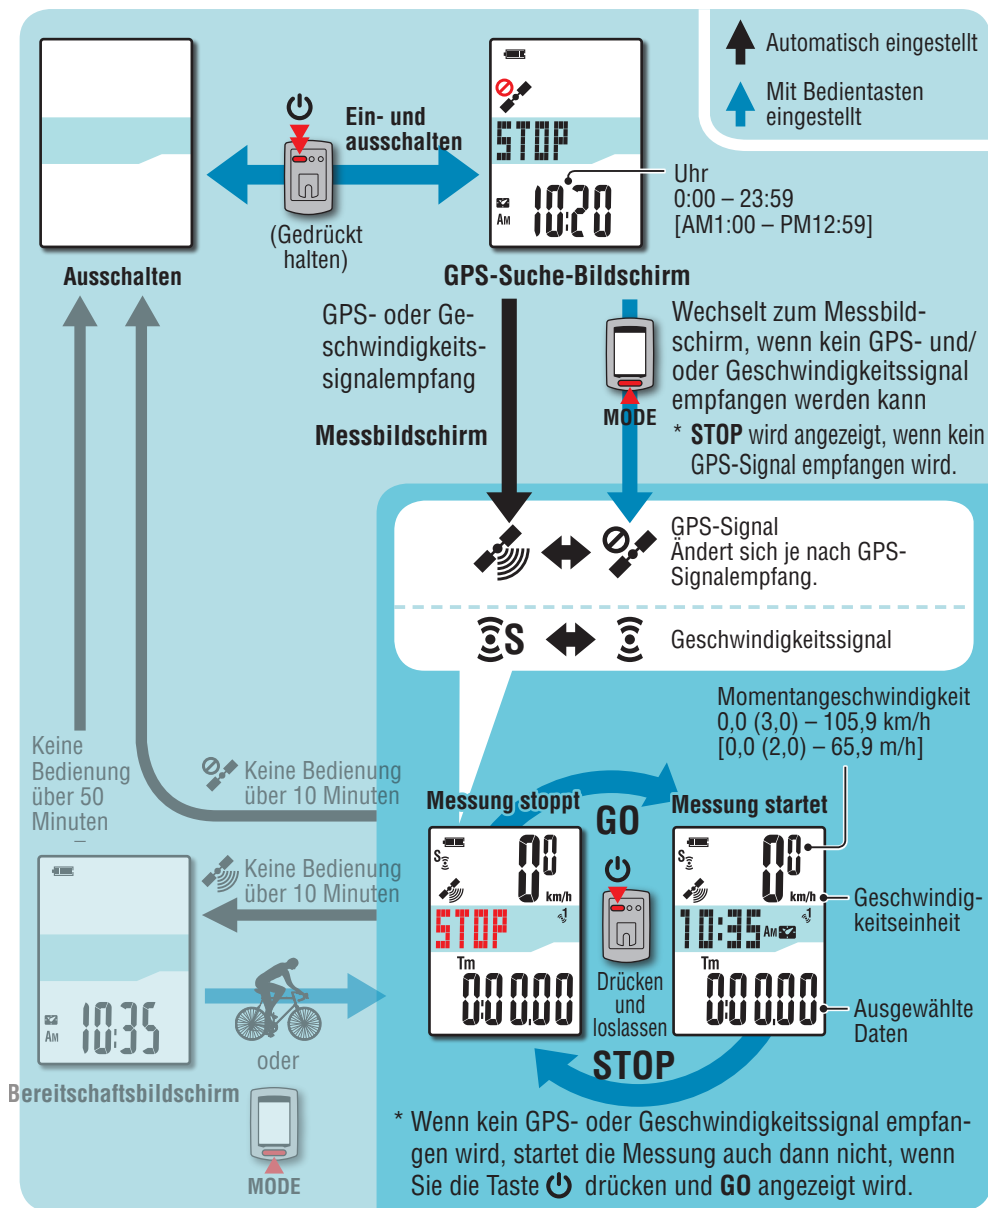 Automatisch eingestellt
Mit Bedientasten
eingestellt
Ein- und
ausschalten
(Gedrückt
halten)
STOP
AM
10:20
Uhr
0:00 – 23:59
[AM1:00 – PM12:59]
Ausschalten
GPS-Suche-Bildschirm
GPS- oder Ge-
schwindigkeits-
signalempfang
Messbildschirm
MODE
Wechselt zum Messbild-
schirm, wenn kein GPS- und/
oder Geschwindigkeitssignal
empfangen werden kann
* STOP wird angezeigt, wenn kein
GPS-Signal empfangen wird.
GPS-Signal
Ändert sich je nach GPS-
Signalempfang.
S
Geschwindigkeitssignal
Momentangeschwindigkeit
0,0 (3,0) – 105,9 km/h
[0,0 (2,0) – 65,9 m/h]
Keine
Bedienung
über 50
Minuten
–
Keine Bedienung
über 10 Minuten
Keine Bedienung
über 10 Minuten
AM
10:35
Bereitschaftsbildschirm
oder
MODE
Messung stoppt
GO
Messung startet
S
0 0
km/h
STOP
1
Tm
0:00.00
Drücken
und
loslassen
STOP
S
0 0
km/h
10:35 AM
1
Tm
0:00.00
Geschwindig-
keitseinheit
Ausgewählte
Daten
* Wenn kein GPS- oder Geschwindigkeitssignal empfan-
gen wird, startet die Messung auch dann nicht, wenn
Sie die Taste drücken und GO angezeigt wird.